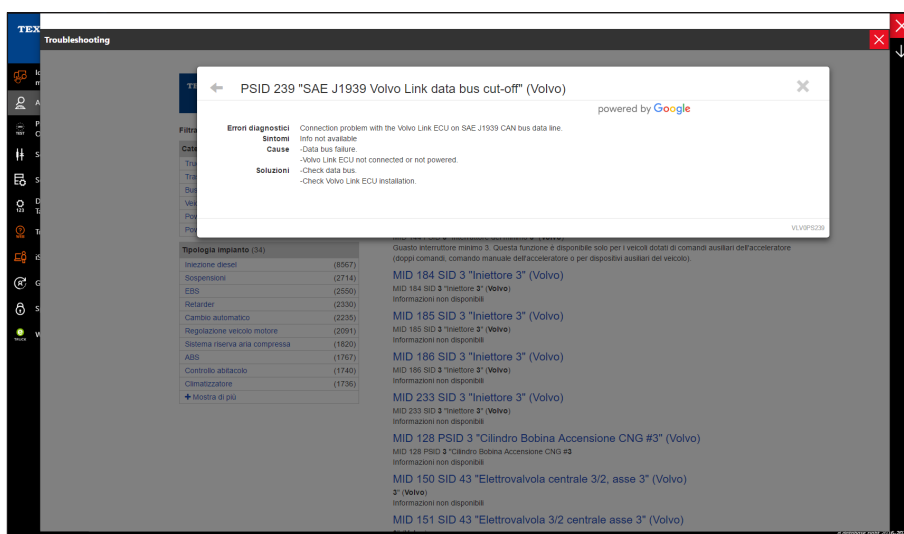 TEX
Troubleshooting
PSID 239 "SAE J1939 Volvo Link data bus cut-off" (Volvo)
powered by Google
Errori diagnostici Connection problem with the Volvo Link ECU on SAE J1939 CAN bus data line.
Sintomi Info not available
Cause -Data bus failure.
-Volvo Link ECU not connected or not powered.
Soluzioni -Check data bus.
-Check Volvo Link ECU installation.
VLV0PS239
Filtra
Cate
Tru
Tra
Bus
Vei
Pow
Pow
Tipologia impianto (34)
Iniezione diesel (8567)
Sospensioni (2714)
EBS (2550)
Retarder (2330)
Cambio automatico (2235)
Regolazione veicolo motore (2091)
Sistema riserva aria compressa (1820)
ABS (1767)
Controllo abitacolo (1740)
Climatizzatore (1736)
Mostra di più
Guasto interruttore minimo 3. Questa funzione è disponibile solo per i veicoli dotati di comandi ausiliari dell'acceleratore
(doppi comandi, comando manuale dell'acceleratore o per dispositivi ausiliari del veicolo).
MID 184 SID 3 "Iniettore 3" (Volvo)
MID 184 SID 3 "Iniettore 3" (Volvo)
Informazioni non disponibili
MID 185 SID 3 "Iniettore 3" (Volvo)
MID 185 SID 3 "Iniettore 3" (Volvo)
Informazioni non disponibili
MID 186 SID 3 "Iniettore 3" (Volvo)
MID 186 SID 3 "Iniettore 3" (Volvo)
Informazioni non disponibili
MID 233 SID 3 "Iniettore 3" (Volvo)
MID 233 SID 3 "Iniettore 3" (Volvo)
Informazioni non disponibili
MID 128 PSID 3 "Cilindro Bobina Accensione CNG #3" (Volvo)
MID 128 PSID 3 "Cilindro Bobina Accensione CNG #3
Informazioni non disponibili
MID 150 SID 43 "Elettrovalvola centrale 3/2, asse 3" (Volvo)
3" (Volvo)
Informazioni non disponibili
MID 151 SID 43 "Elettrovalvola 3/2 centrale asse 3" (Volvo)